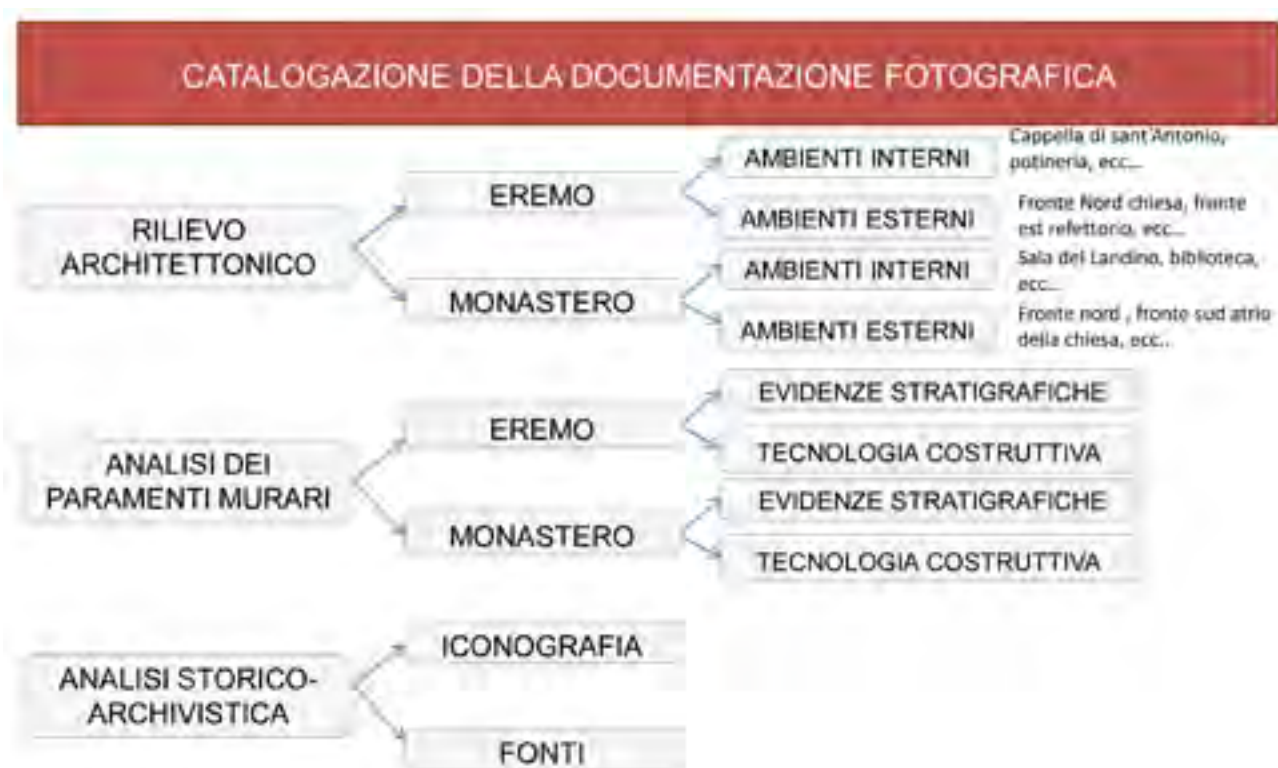 CATALOGAZIONE DELLA DOCUMENTAZIONE FOTOGRAFICA
RILIEVO
ARCHITETTONICO
EREMO
AMBIENTI INTERNI
Cappella di sant'Antonio,
potineria, ecc...
AMBIENTI ESTERNI
Fronte Nord chiesa, fronte
est refettorio, ecc...
MONASTERO
AMBIENTI INTERNI
Sala del Landino, biblioteca,
ecc...
AMBIENTI ESTERNI
Fronte nord , fronte sud atrio
della chiesa, ecc...
ANALISI DEI
PARAMENTI MURARI
EREMO
EVIDENZE STRATIGRAFICHE
TECNOLOGIA COSTRUTTIVA
MONASTERO
EVIDENZE STRATIGRAFICHE
TECNOLOGIA COSTRUTTIVA
ANALISI STORICO-
ARCHIVISTICA
ICONOGRAFIA
FONTI